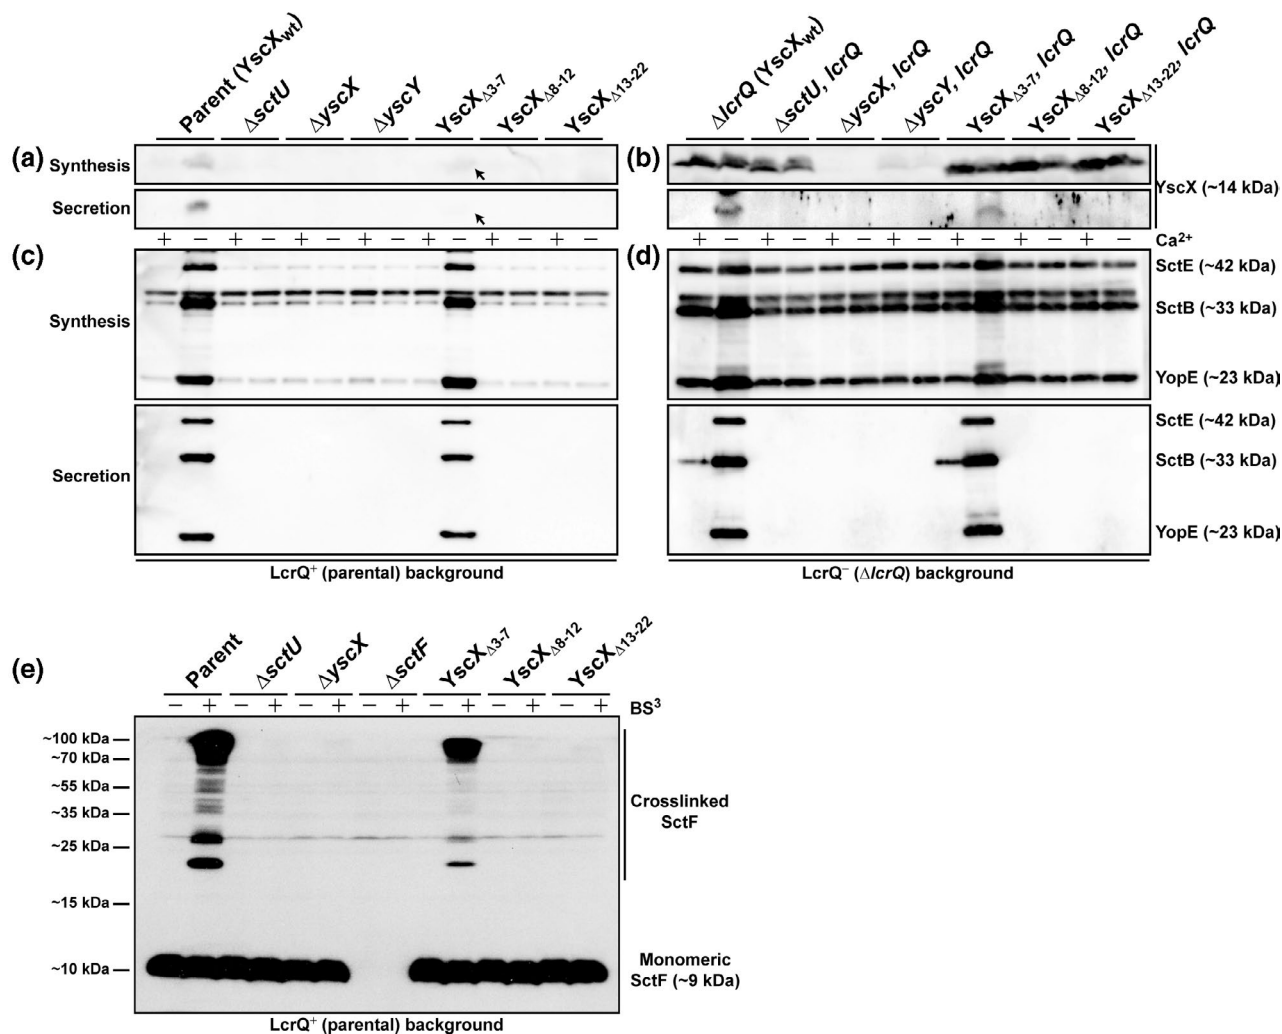 Parent (YscXwt)
ΔsctU
ΔyscX
ΔyscY
YscXΔ3-7
YscXΔ8-12
YscXΔ13-22
ΔlcrQ (YscXwt)
ΔsctU, lcrQ
ΔyscX, lcrQ
ΔyscY, lcrQ
YscXΔ3-7, lcrQ
YscXΔ8-12, lcrQ
YscXΔ13-22, lcrQ
(a)
Synthesis
Secretion
(b)
YscX (~14 kDa)
+ − + − + − + − + − + − + −
+ − + − + − + − + − + − + −
Ca2+
(c)
Synthesis
Secretion
(d)
SctE (~42 kDa)
SctB (~33 kDa)
YopE (~23 kDa)
SctE (~42 kDa)
SctB (~33 kDa)
YopE (~23 kDa)
LcrQ+ (parental) background
LcrQ− (ΔlcrQ) background
(e)
Parent
ΔsctU
ΔyscX
ΔsctF
YscXΔ3-7
YscXΔ8-12
YscXΔ13-22
− + − + − + − + − + − + − +
BS3
~100 kDa
~70 kDa
~55 kDa
~35 kDa
~25 kDa
~15 kDa
~10 kDa
Crosslinked
SctF
Monomeric
SctF (~9 kDa)
LcrQ+ (parental) background